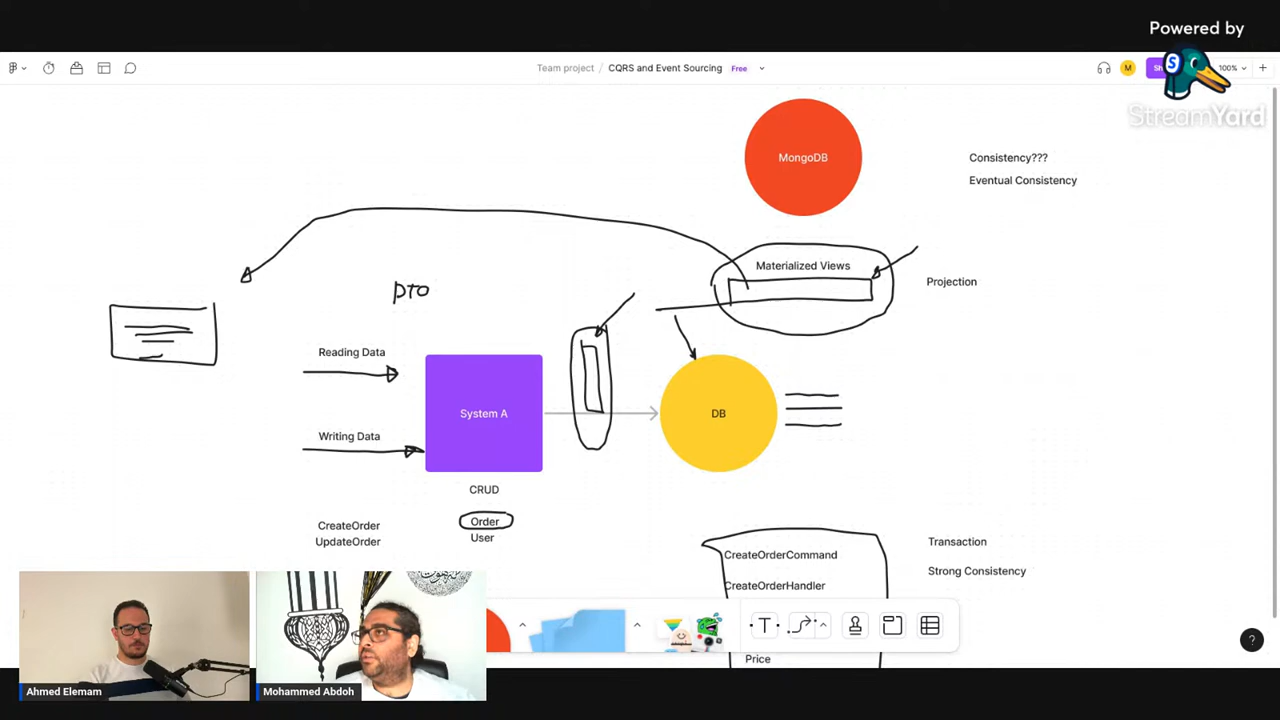 Powered by
StreamYard
Team project / CQRS and Event Sourcing Free
M
Sh
100%
MongoDB
Consistency???
Eventual Consistency
Materialized Views
Projection
DTO
Reading Data
System A
DB
Writing Data
CRUD
Order
User
CreateOrder
UpdateOrder
CreateOrderCommand
CreateOrderHandler
Transaction
Strong Consistency
T
Price
?
Ahmed Elemam
Mohammed Abdoh